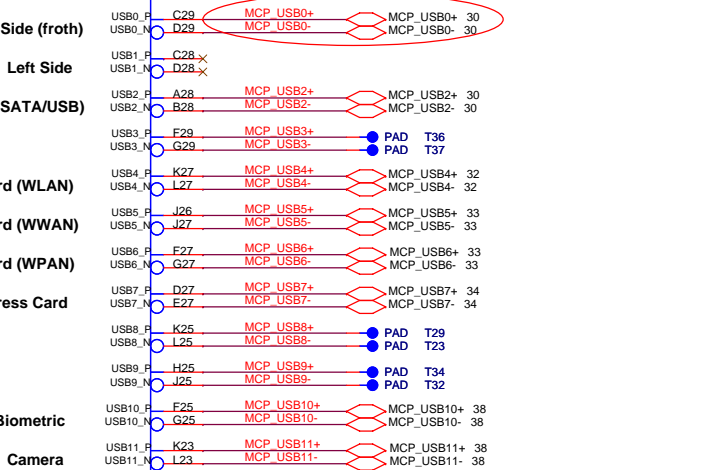 USB0_P C29 MCP_USB0+ MCP_USB0+ 30
Side (froth) USB0_N D29 MCP_USB0- MCP_USB0- 30
USB1_P C28
Left Side USB1_N D28
USB2_P A28 MCP_USB2+ MCP_USB2+ 30
SATA/USB) USB2_N B28 MCP_USB2- MCP_USB2- 30
USB3_P F29 MCP_USB3+ PAD T36
USB3_N G29 MCP_USB3- PAD T37
USB4_P K27 MCP_USB4+ MCP_USB4+ 32
rd (WLAN) USB4_N L27 MCP_USB4- MCP_USB4- 32
USB5_P J26 MCP_USB5+ MCP_USB5+ 33
rd (WWAN) USB5_N J27 MCP_USB5- MCP_USB5- 33
USB6_P F27 MCP_USB6+ MCP_USB6+ 33
rd (WPAN) USB6_N G27 MCP_USB6- MCP_USB6- 33
USB7_P D27 MCP_USB7+ MCP_USB7+ 34
ress Card USB7_N E27 MCP_USB7- MCP_USB7- 34
USB8_P K25 MCP_USB8+ PAD T29
USB8_N L25 MCP_USB8- PAD T23
USB9_P H25 MCP_USB9+ PAD T34
USB9_N J25 MCP_USB9- PAD T32
USB10_P F25 MCP_USB10+ MCP_USB10+ 38
Biometric USB10_N G25 MCP_USB10- MCP_USB10- 38
USB11_P K23 MCP_USB11+ MCP_USB11+ 38
Camera USB11_N L23 MCP_USB11- MCP_USB11- 38